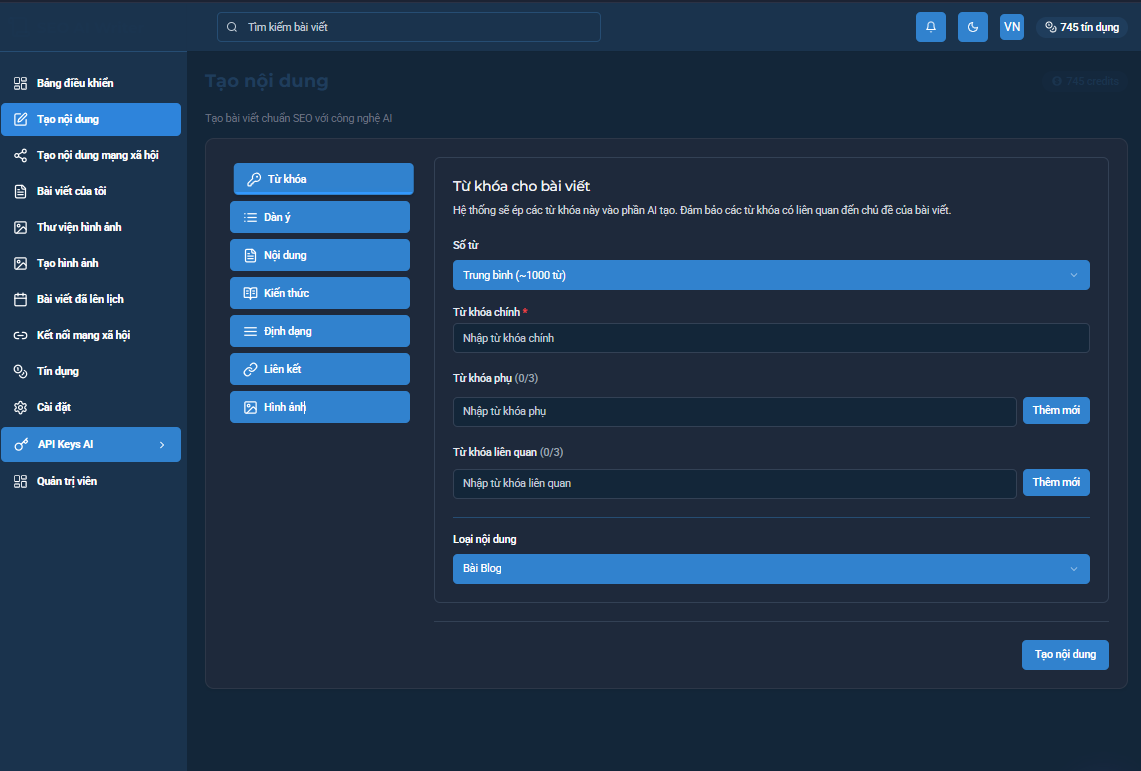 Tìm kiếm bài viết
VN
745 tín dụng
Bảng điều khiển
Tạo nội dung
Tạo nội dung mạng xã hội
Bài viết của tôi
Thư viện hình ảnh
Tạo hình ảnh
Bài viết đã lên lịch
Kết nối mạng xã hội
Tín dụng
Cài đặt
API Keys AI
Quản trị viên
Tạo nội dung
745 credits
Tạo bài viết chuẩn SEO với công nghệ AI
Từ khóa
Dàn ý
Nội dung
Kiến thức
Định dạng
Liên kết
Hình ảnh
Từ khóa cho bài viết
Hệ thống sẽ ép các từ khóa này vào phần AI tạo. Đảm bảo các từ khóa có liên quan đến chủ đề của bài viết.
Số từ
Trung bình (~1000 từ)
Từ khóa chính *
Nhập từ khóa chính
Từ khóa phụ (0/3)
Nhập từ khóa phụ
Thêm mới
Từ khóa liên quan (0/3)
Nhập từ khóa liên quan
Thêm mới
Loại nội dung
Bài Blog
Tạo nội dung